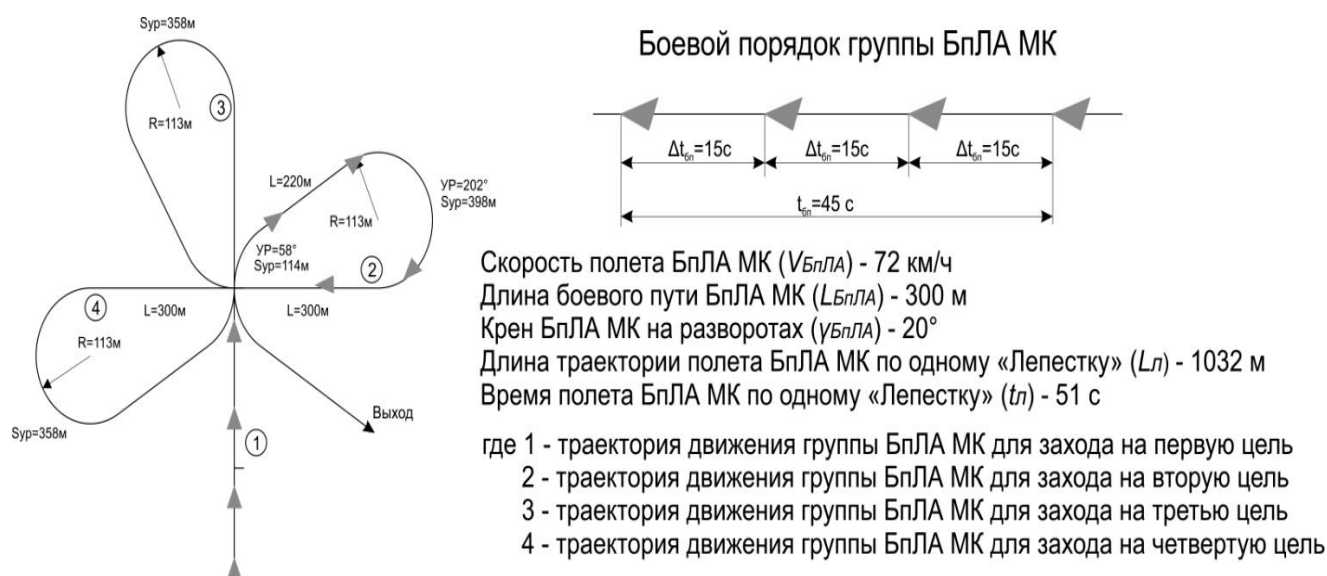 Syp=358м
3
R=113м
L=220м
УР=202°
Syp=398м
R=113м
УР=58°
Syp=114м
4
2
L=300м
L=300м
R=113м
Выход
Syp=358м
1
Боевой порядок группы БпЛА МК
Δtбп=15с
Δtбп=15с
Δtбп=15с
tбп=45 с
Скорость полета БпЛА МК (VБпЛА) - 72 км/ч
Длина боевого пути БпЛА МК (LБпЛА) - 300 м
Крен БпЛА МК на разворотах (γБпЛА) - 20°
Длина траектории полета БпЛА МК по одному «Лепестку» (Lл) - 1032 м
Время полета БпЛА МК по одному «Лепестку» (tл) - 51 с
где 1 - траектория движения группы БпЛА МК для захода на первую цель
2 - траектория движения группы БпЛА МК для захода на вторую цель
3 - траектория движения группы БпЛА МК для захода на третью цель
4 - траектория движения группы БпЛА МК для захода на четвертую цель